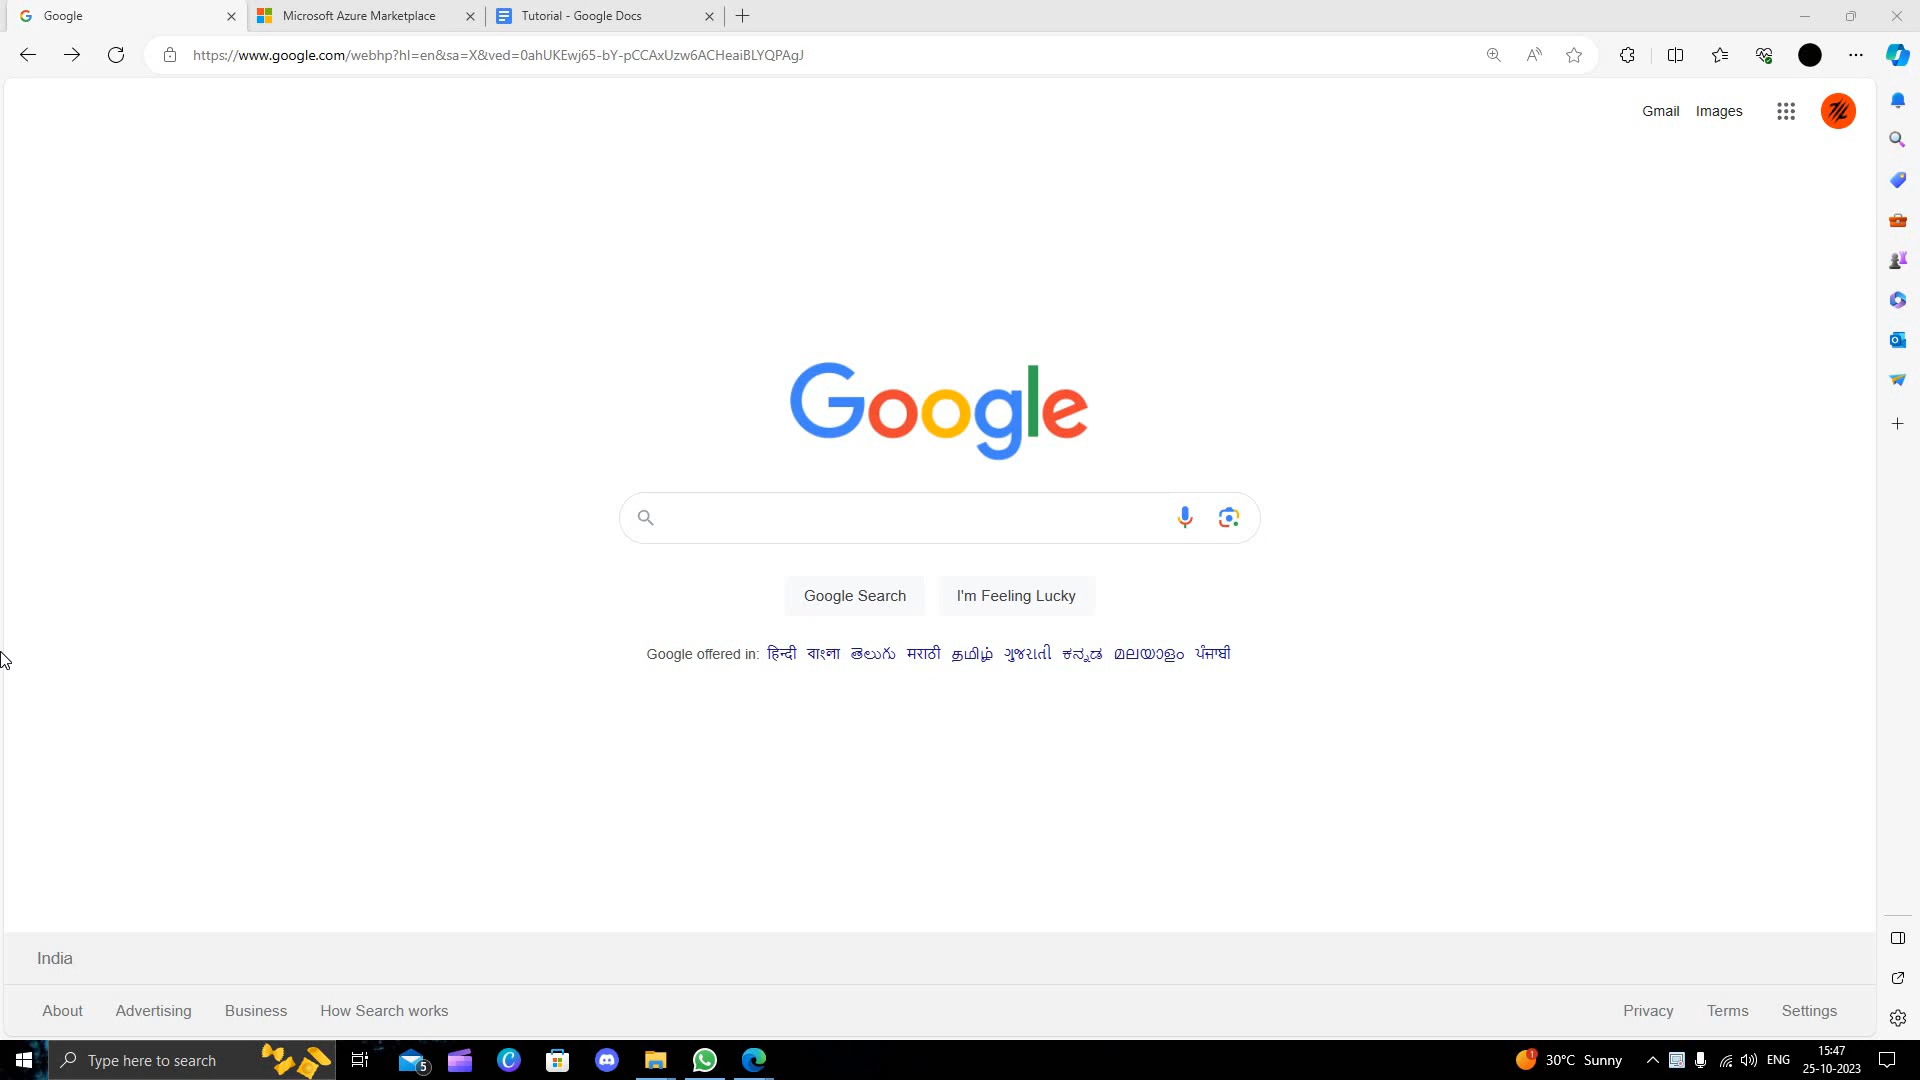 Google
Microsoft Azure Marketplace
Tutorial - Google Docs
https://www.google.com/webhp?hl=en&sa=X&ved=0ahUKEwj65-bY-pCCAxUzw6ACHeaiBLYQPAgJ
Gmail Images
Google
Google Search
I'm Feeling Lucky
Google offered in: हिन्दी বাংলা తెలుగు मराठी தமிழ் ગુજરાતી ಕನ್ನಡ മലയാളം ਪੰਜਾਬੀ
India
About Advertising Business How Search works
Privacy Terms Settings
Type here to search
5
1
30°C Sunny
ENG
15:47
25-10-2023